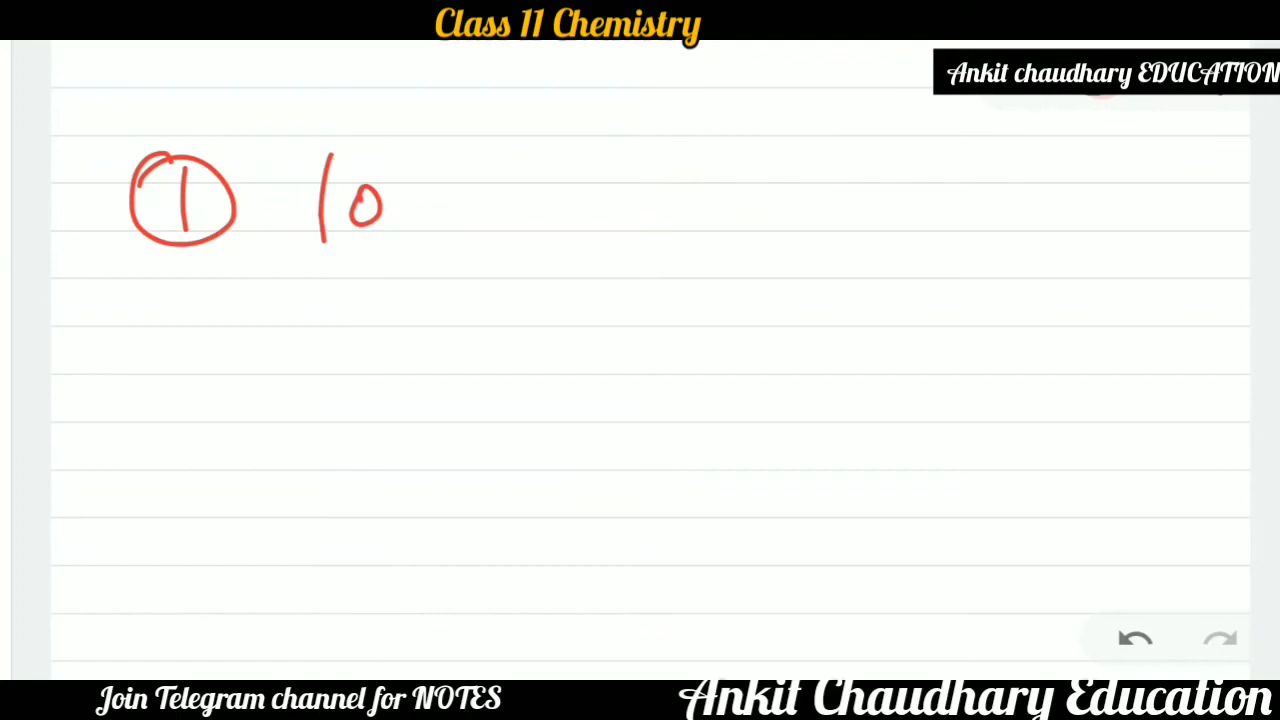 Class 11 Chemistry
Ankit chaudhary EDUCATION
① 10
Join Telegram channel for NOTES
Ankit Chaudhary Education